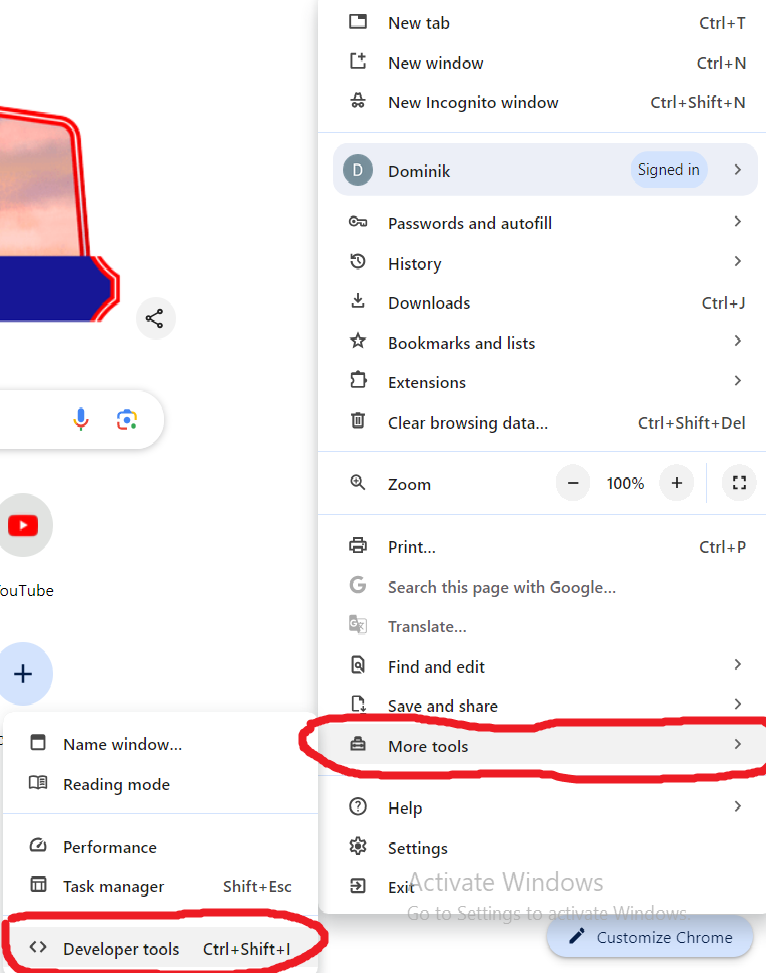 New tab Ctrl+T
New window Ctrl+N
New Incognito window Ctrl+Shift+N
D Dominik Signed in
Passwords and autofill
History
Downloads Ctrl+J
Bookmarks and lists
Extensions
Clear browsing data... Ctrl+Shift+Del
Zoom − 100% +
Print... Ctrl+P
Search this page with Google...
Translate...
Find and edit
Save and share
More tools
Help
Settings
Exit
ouTube
Name window...
Reading mode
Performance
Task manager Shift+Esc
Developer tools Ctrl+Shift+I
Activate Windows
Go to Settings to activate Windows.
Customize Chrome